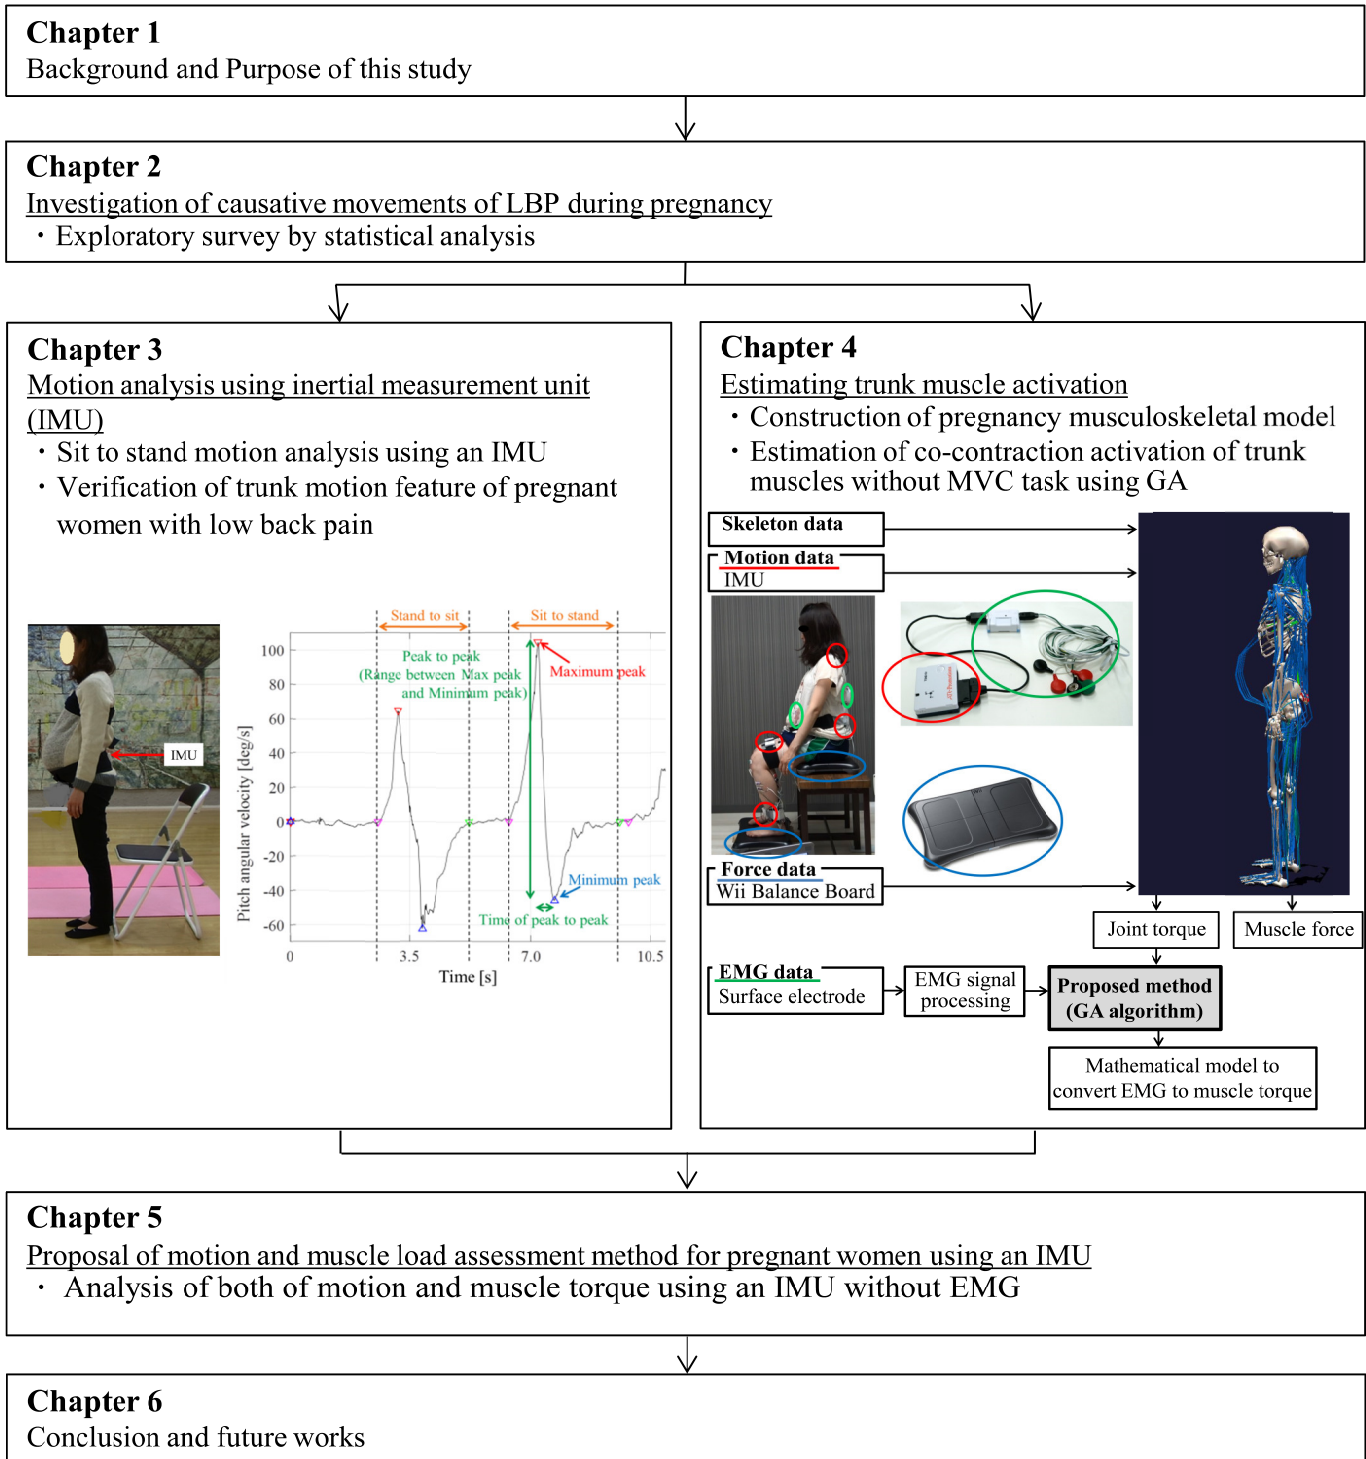 Chapter 1
Background and Purpose of this study
Chapter 2
Investigation of causative movements of LBP during pregnancy
・ Exploratory survey by statistical analysis
Chapter 3
Motion analysis using inertial measurement unit
(IMU)
・ Sit to stand motion analysis using an IMU
・ Verification of trunk motion feature of pregnant
women with low back pain
IMU
Stand to sit
Sit to stand
Peak to peak
(Range between Max peak
and Minimum peak)
Maximum peak
Minimum peak
Time of peak to peak
Pitch angular velocity [deg/s]
100
80
60
40
20
0
-20
-40
-60
0
3.5
7.0
10.5
Time [s]
Chapter 4
Estimating trunk muscle activation
・ Construction of pregnancy musculoskeletal model
・ Estimation of co-contraction activation of trunk
muscles without MVC task using GA
Skeleton data
Motion data
IMU
Force data
Wii Balance Board
Joint torque
Muscle force
EMG data
Surface electrode
EMG signal
processing
Proposed method
(GA algorithm)
Mathematical model to
convert EMG to muscle torque
Chapter 5
Proposal of motion and muscle load assessment method for pregnant women using an IMU
・ Analysis of both of motion and muscle torque using an IMU without EMG
Chapter 6
Conclusion and future works